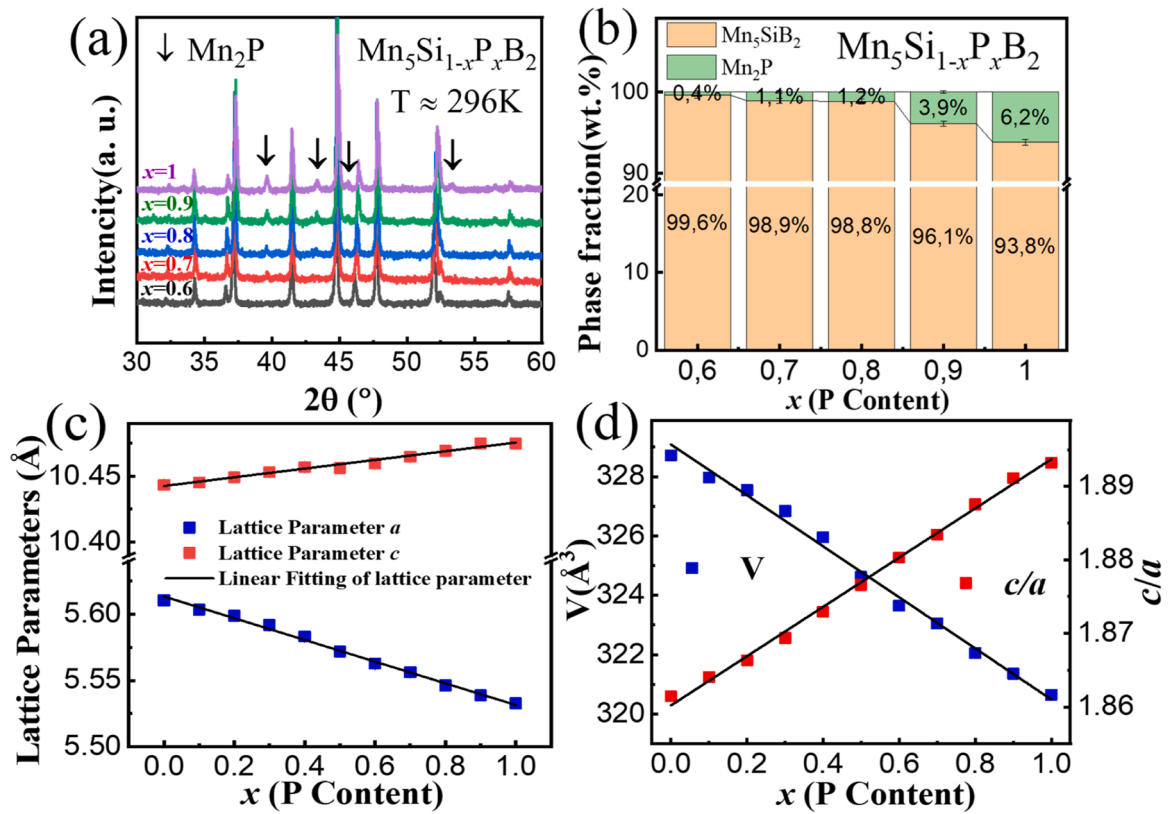 (a)
↓ Mn₂P
Mn₅Si₁₋ₓPₓB₂
T ≈ 296K
x=1
x=0.9
x=0.8
x=0.7
x=0.6
Intencity(a. u.)
30 35 40 45 50 55 60
2θ (°)
(b)
Mn₅SiB₂
Mn₂P
Mn₅Si₁₋ₓPₓB₂
Phase fraction(wt.%)
100
90
20
10
0
0,4% 1,1% 1,2% 3,9% 6,2%
99,6% 98,9% 98,8% 96,1% 93,8%
0,6 0,7 0,8 0,9 1
x (P Content)
(c)
Lattice Parameters (Å)
10.45
10.40
5.60
5.55
5.50
Lattice Parameter a
Lattice Parameter c
Linear Fitting of lattice parameter
0.0 0.2 0.4 0.6 0.8 1.0
x (P Content)
(d)
V(Å³)
328
326
324
322
320
V
c/a
1.89
1.88
1.87
1.86
c/a
0.0 0.2 0.4 0.6 0.8 1.0
x (P Content)